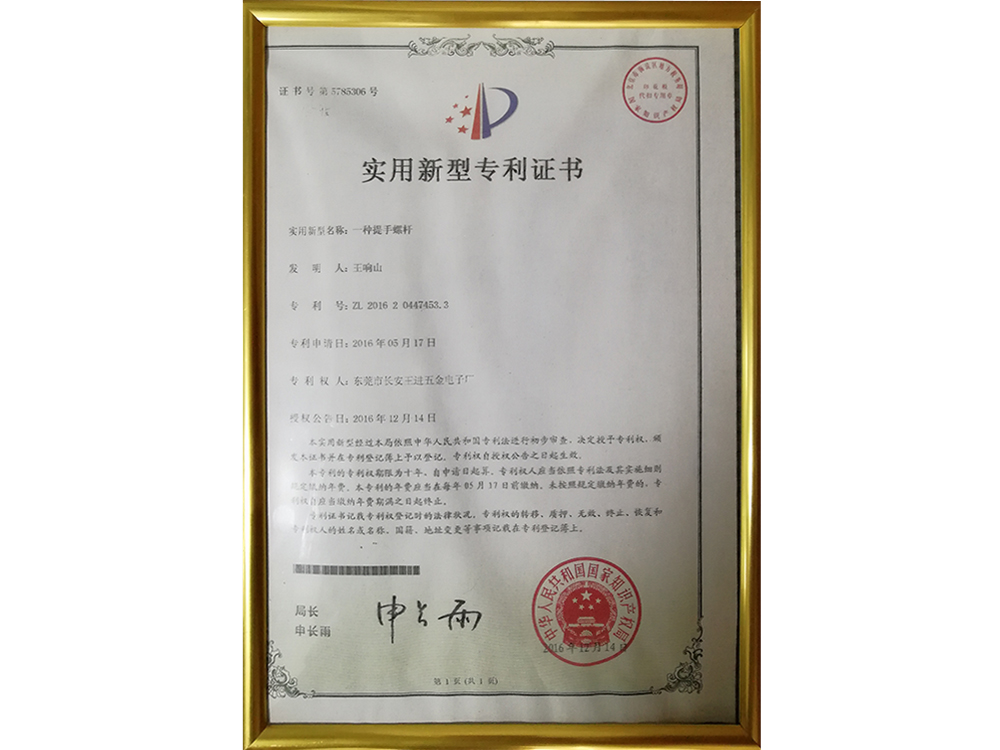 证书号第5785306号
实用新型专利证书
实用新型名称：一种提手螺杆
发 明 人：王响山
专 利 号：ZL 2016 2 0447453.3
专利申请日：2016年05月17日
专 利 权 人：东莞市长安王进五金电子厂
授权公告日：2016年12月14日
本实用新型经过本局依照中华人民共和国专利法进行初步审查，决定授予专利权，颁
发本证书并在专利登记簿上予以登记。专利权自授权公告之日起生效。
本专利的专利权期限为十年，自申请日起算。专利权人应当依照专利法及其实施细则
规定缴纳年费。本专利的年费应当在每年05月17日前缴纳。未按照规定缴纳年费的，专
利权自应当缴纳年费期满之日起终止。
专利证书记载专利权登记时的法律状况。专利权的转移、质押、无效、终止、恢复和
专利权人的姓名或名称、国籍、地址变更等事项记载在专利登记簿上。
局长
申长雨
申长雨
中华人民共和国国家知识产权局
2016年12月14日
第1页（共1页）